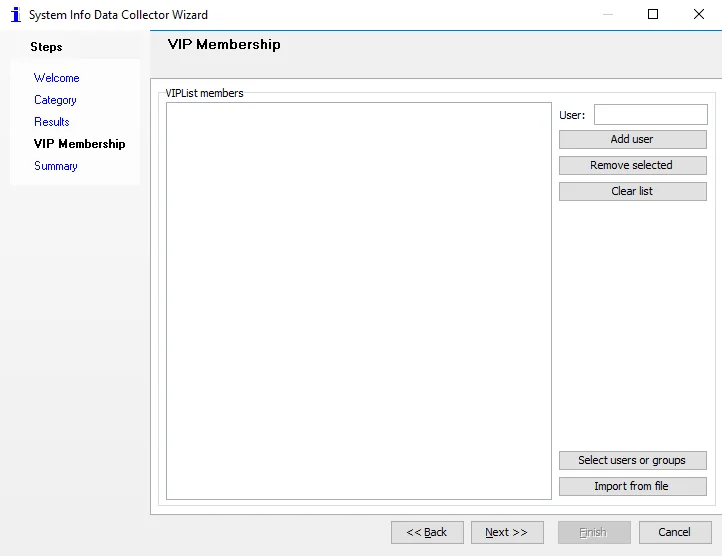 System Info Data Collector Wizard
Steps
VIP Membership
Welcome
Category
Results
VIP Membership
Summary
VIPList members
User:
Add user
Remove selected
Clear list
Select users or groups
Import from file
<< Back
Next >>
Finish
Cancel